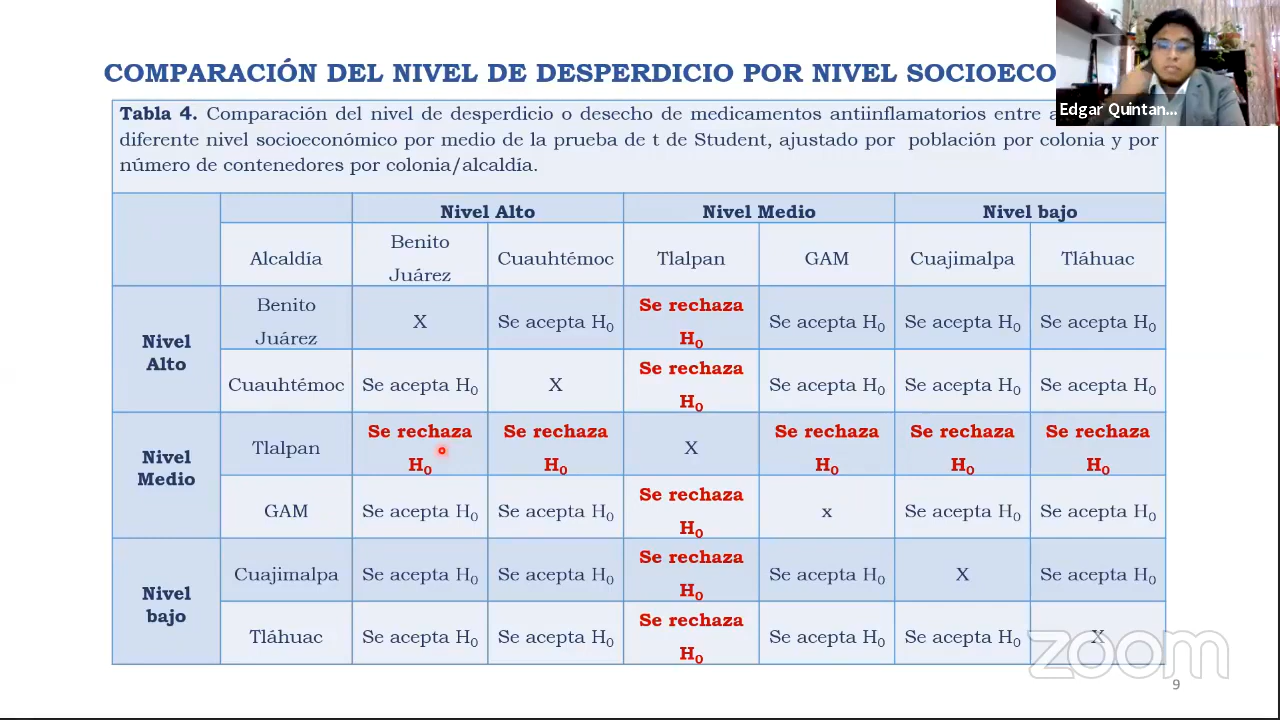 COMPARACIÓN DEL NIVEL DE DESPERDICIO POR NIVEL SOCIOECO
Edgar Quintan...
Tabla 4. Comparación del nivel de desperdicio o desecho de medicamentos antiinflamatorios entre
diferente nivel socioeconómico por medio de la prueba de t de Student, ajustado por población por colonia y por
número de contenedores por colonia/alcaldía.
Nivel Alto Nivel Medio Nivel bajo
Alcaldía Benito Juárez Cuauhtémoc Tlalpan GAM Cuajimalpa Tláhuac
Nivel Alto
Benito Juárez X Se acepta H0 Se rechaza H0 Se acepta H0 Se acepta H0 Se acepta H0
Cuauhtémoc Se acepta H0 X Se rechaza H0 Se acepta H0 Se acepta H0 Se acepta H0
Nivel Medio
Tlalpan Se rechaza H0 Se rechaza H0 X Se rechaza H0 Se rechaza H0 Se rechaza H0
GAM Se acepta H0 Se acepta H0 Se rechaza H0 x Se acepta H0 Se acepta H0
Nivel bajo
Cuajimalpa Se acepta H0 Se acepta H0 Se rechaza H0 Se acepta H0 X Se acepta H0
Tláhuac Se acepta H0 Se acepta H0 Se rechaza H0 Se acepta H0 Se acepta H0 X
zoom
9